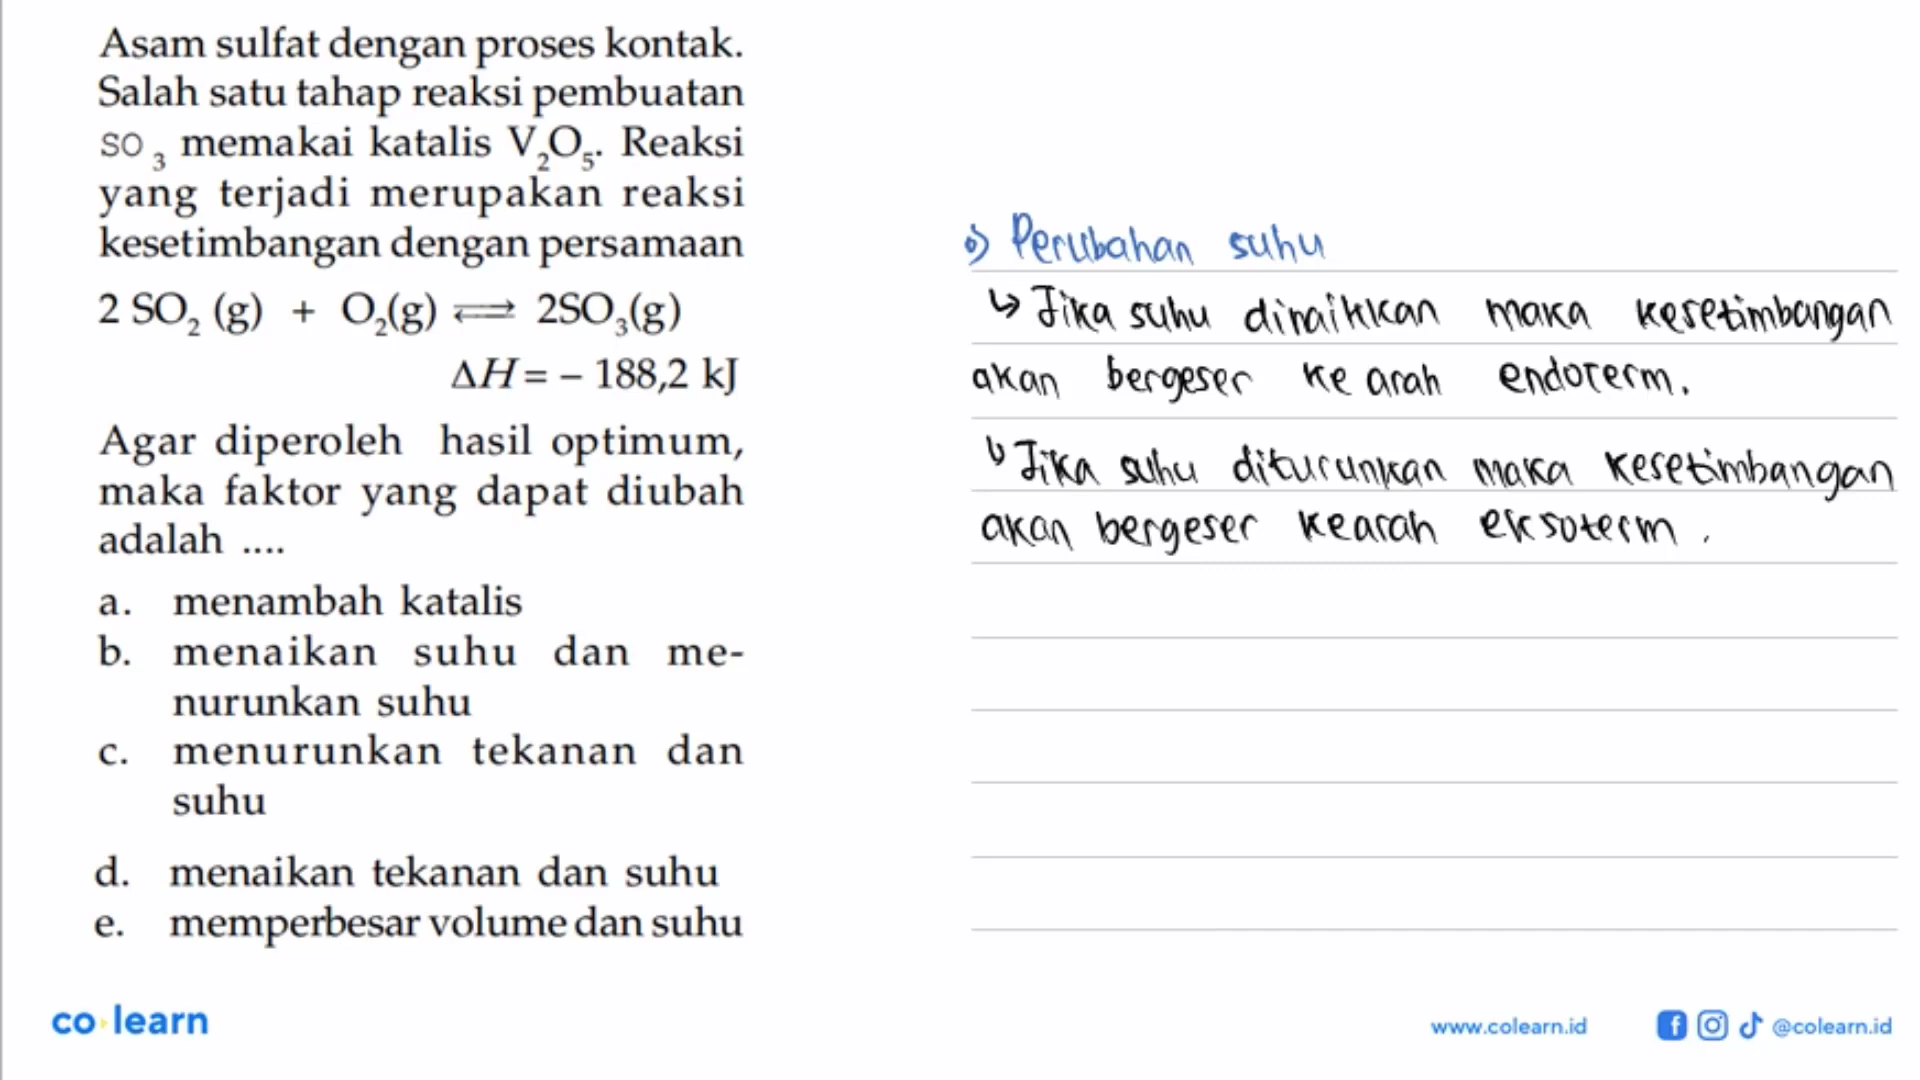 Asam sulfat dengan proses kontak.
Salah satu tahap reaksi pembuatan
SO₃ memakai katalis V₂O₅. Reaksi
yang terjadi merupakan reaksi
kesetimbangan dengan persamaan
2 SO₂ (g) + O₂(g) ⇌ 2SO₃(g)
ΔH = – 188,2 kJ
Agar diperoleh hasil optimum,
maka faktor yang dapat diubah
adalah ....
a. menambah katalis
b. menaikan suhu dan me-
nurunkan suhu
c. menurunkan tekanan dan
suhu
d. menaikan tekanan dan suhu
e. memperbesar volume dan suhu
o) Perubahan suhu
↳ Jika suhu dinaikkan maka kesetimbangan
akan bergeser ke arah endoterm.
↳ Jika suhu diturunkan maka kesetimbangan
akan bergeser kearah eksoterm.
co learn
www.colearn.id
@colearn.id